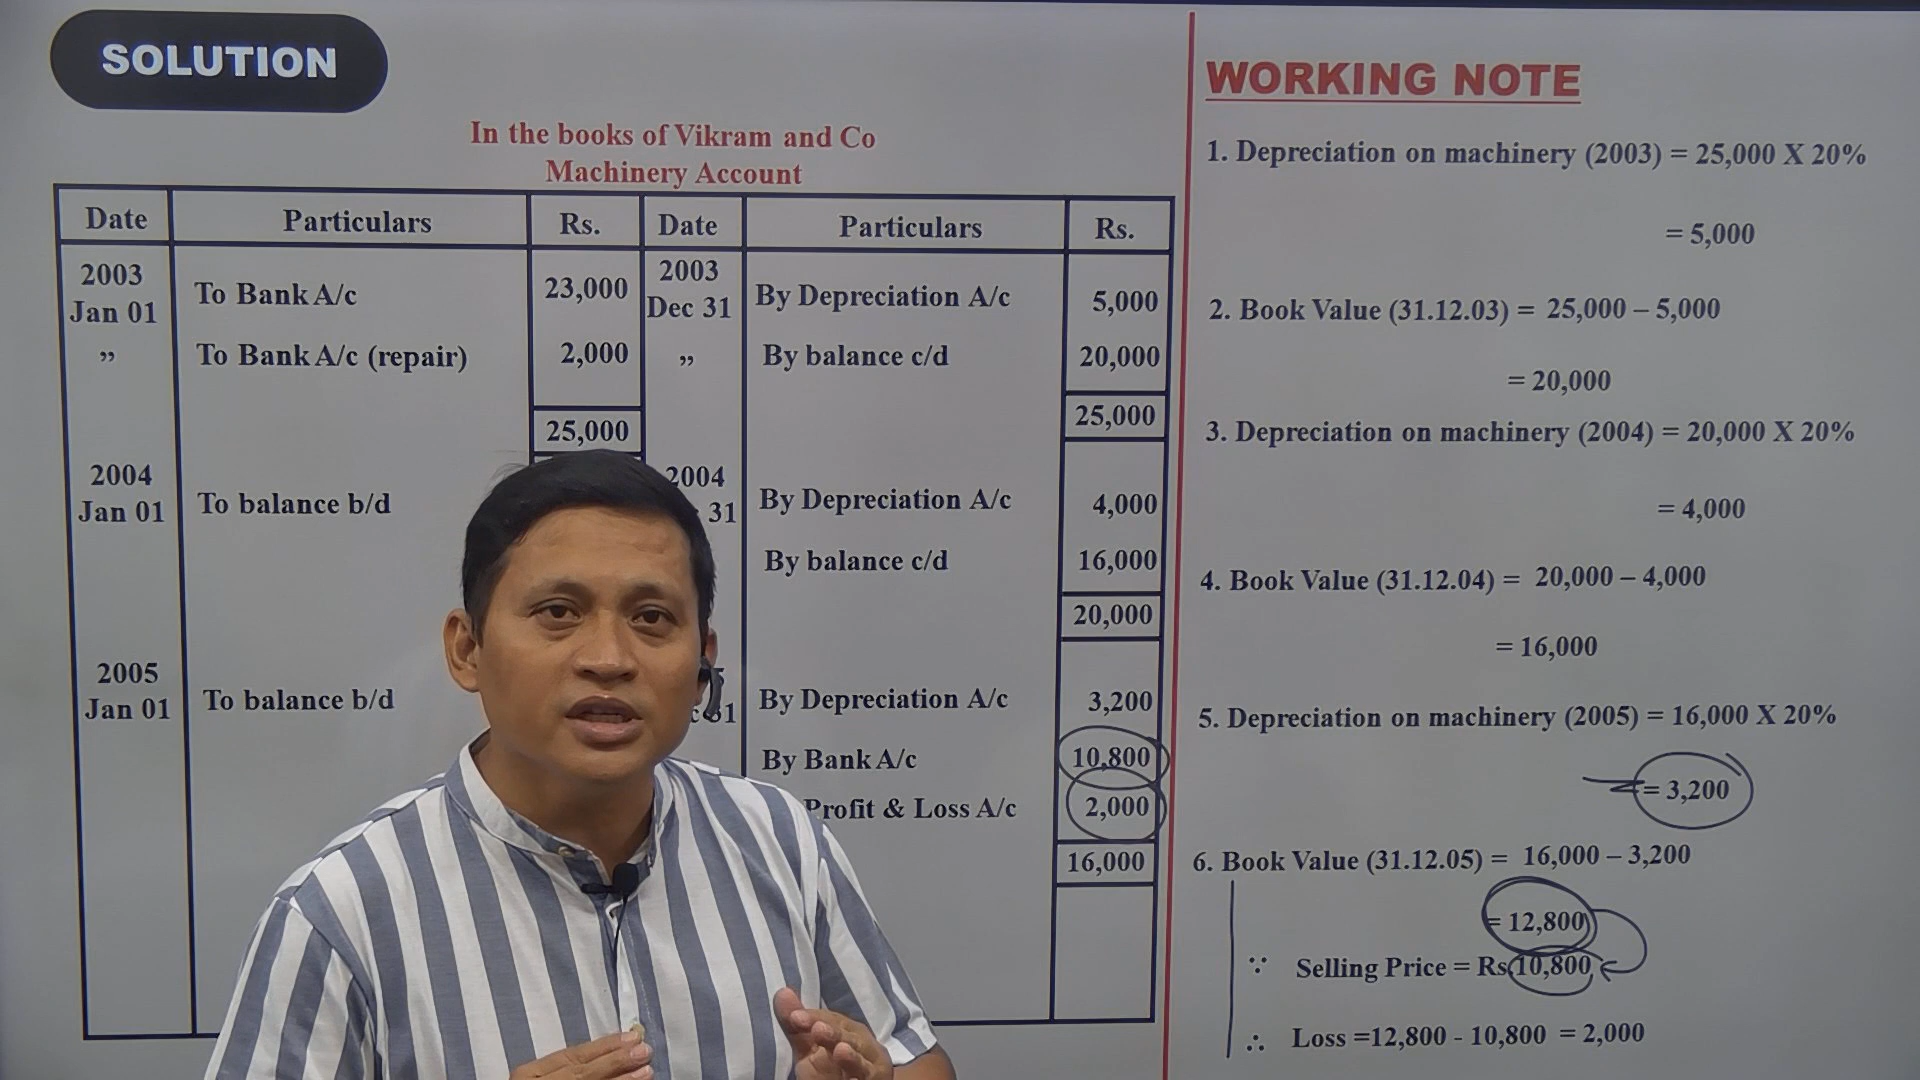 SOLUTION
In the books of Vikram and Co
Machinery Account
Date Particulars Rs. Date Particulars Rs.
2003 Jan 01 To Bank A/c 23,000 2003 Dec 31 By Depreciation A/c 5,000
” To Bank A/c (repair) 2,000 ” By balance c/d 20,000
25,000 25,000
2004 Jan 01 To balance b/d 2004 31 By Depreciation A/c 4,000
By balance c/d 16,000
20,000
2005 Jan 01 To balance b/d 31 By Depreciation A/c 3,200
By Bank A/c 10,800
Profit & Loss A/c 2,000
16,000
WORKING NOTE
1. Depreciation on machinery (2003) = 25,000 X 20%
= 5,000
2. Book Value (31.12.03) = 25,000 – 5,000
= 20,000
3. Depreciation on machinery (2004) = 20,000 X 20%
= 4,000
4. Book Value (31.12.04) = 20,000 – 4,000
= 16,000
5. Depreciation on machinery (2005) = 16,000 X 20%
= 3,200
6. Book Value (31.12.05) = 16,000 – 3,200
= 12,800
∵ Selling Price = Rs 10,800
∴ Loss =12,800 - 10,800 = 2,000